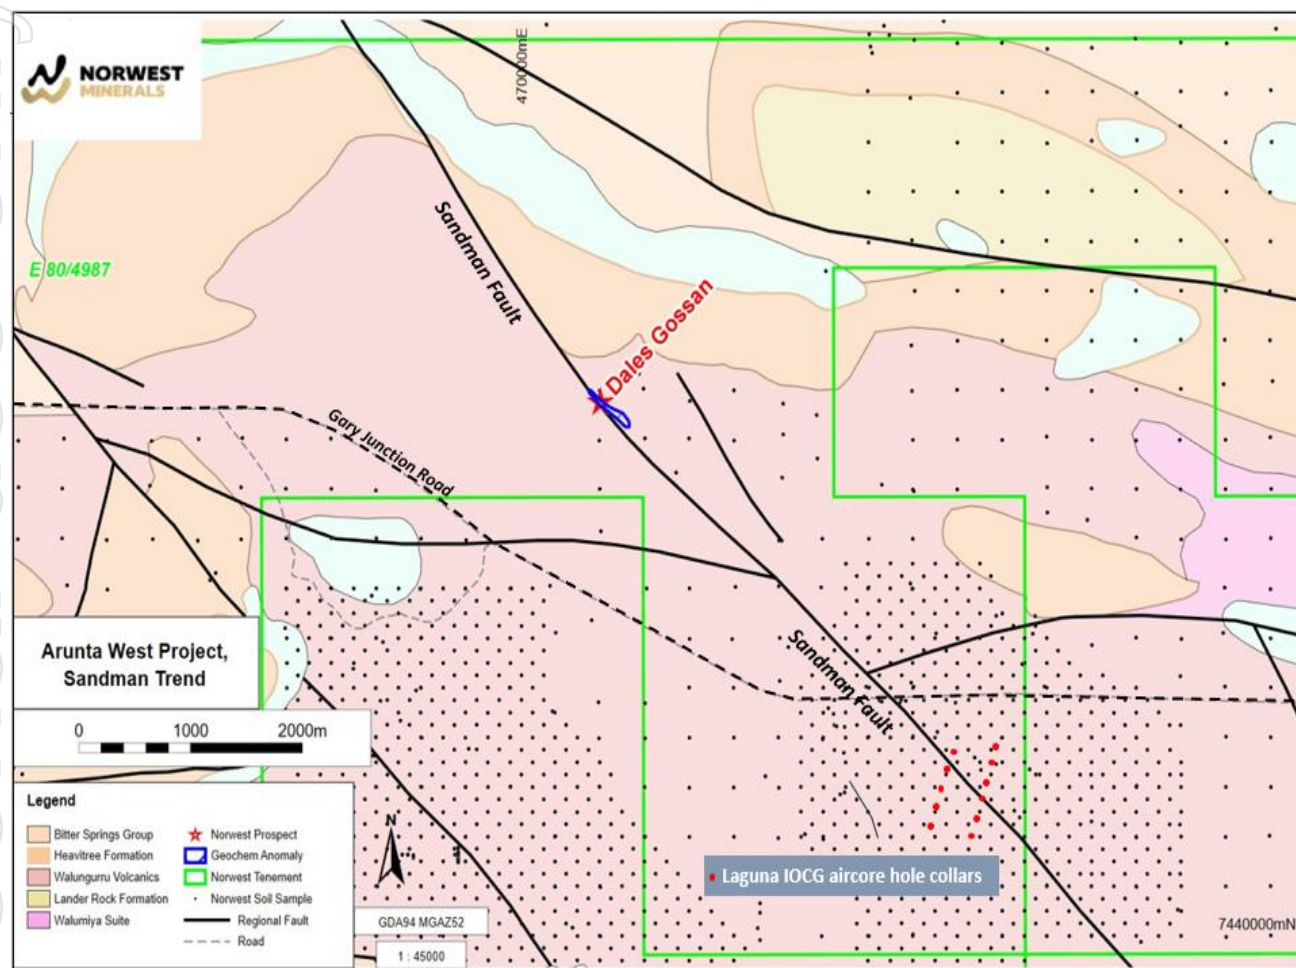 NORWEST
MINERALS
470000mE
E 80/4987
Sandman Fault
Dales Gossan
Gary Junction Road
Sandman Fault
Arunta West Project,
Sandman Trend
0 1000 2000m
Legend
Bitter Springs Group
Heavitree Formation
Walungurru Volcanics
Lander Rock Formation
Walumiya Suite
Norwest Prospect
Geochem Anomaly
Norwest Tenement
Norwest Soil Sample
Regional Fault
Road
N
Laguna IOCG aircore hole collars
GDA94 MGAZ52
1 : 45000
7440000mN